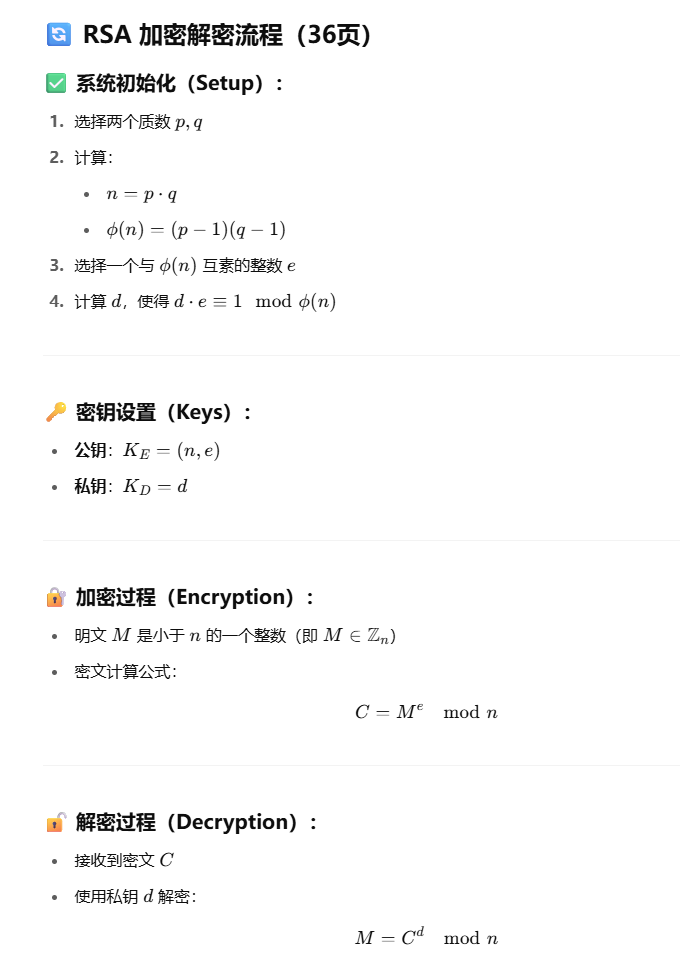 🔄 RSA 加密解密流程（36页）
✅ 系统初始化（Setup）：
1. 选择两个质数 p, q
2. 计算：
• n = p · q
• ϕ(n) = (p − 1)(q − 1)
3. 选择一个与 ϕ(n) 互素的整数 e
4. 计算 d，使得 d · e ≡ 1 mod ϕ(n)
🔑 密钥设置（Keys）：
• 公钥：K_E = (n, e)
• 私钥：K_D = d
🔐 加密过程（Encryption）：
• 明文 M 是小于 n 的一个整数（即 M ∈ ℤ_n）
• 密文计算公式：
C = M^e mod n
🔓 解密过程（Decryption）：
• 接收到密文 C
• 使用私钥 d 解密：
M = C^d mod n